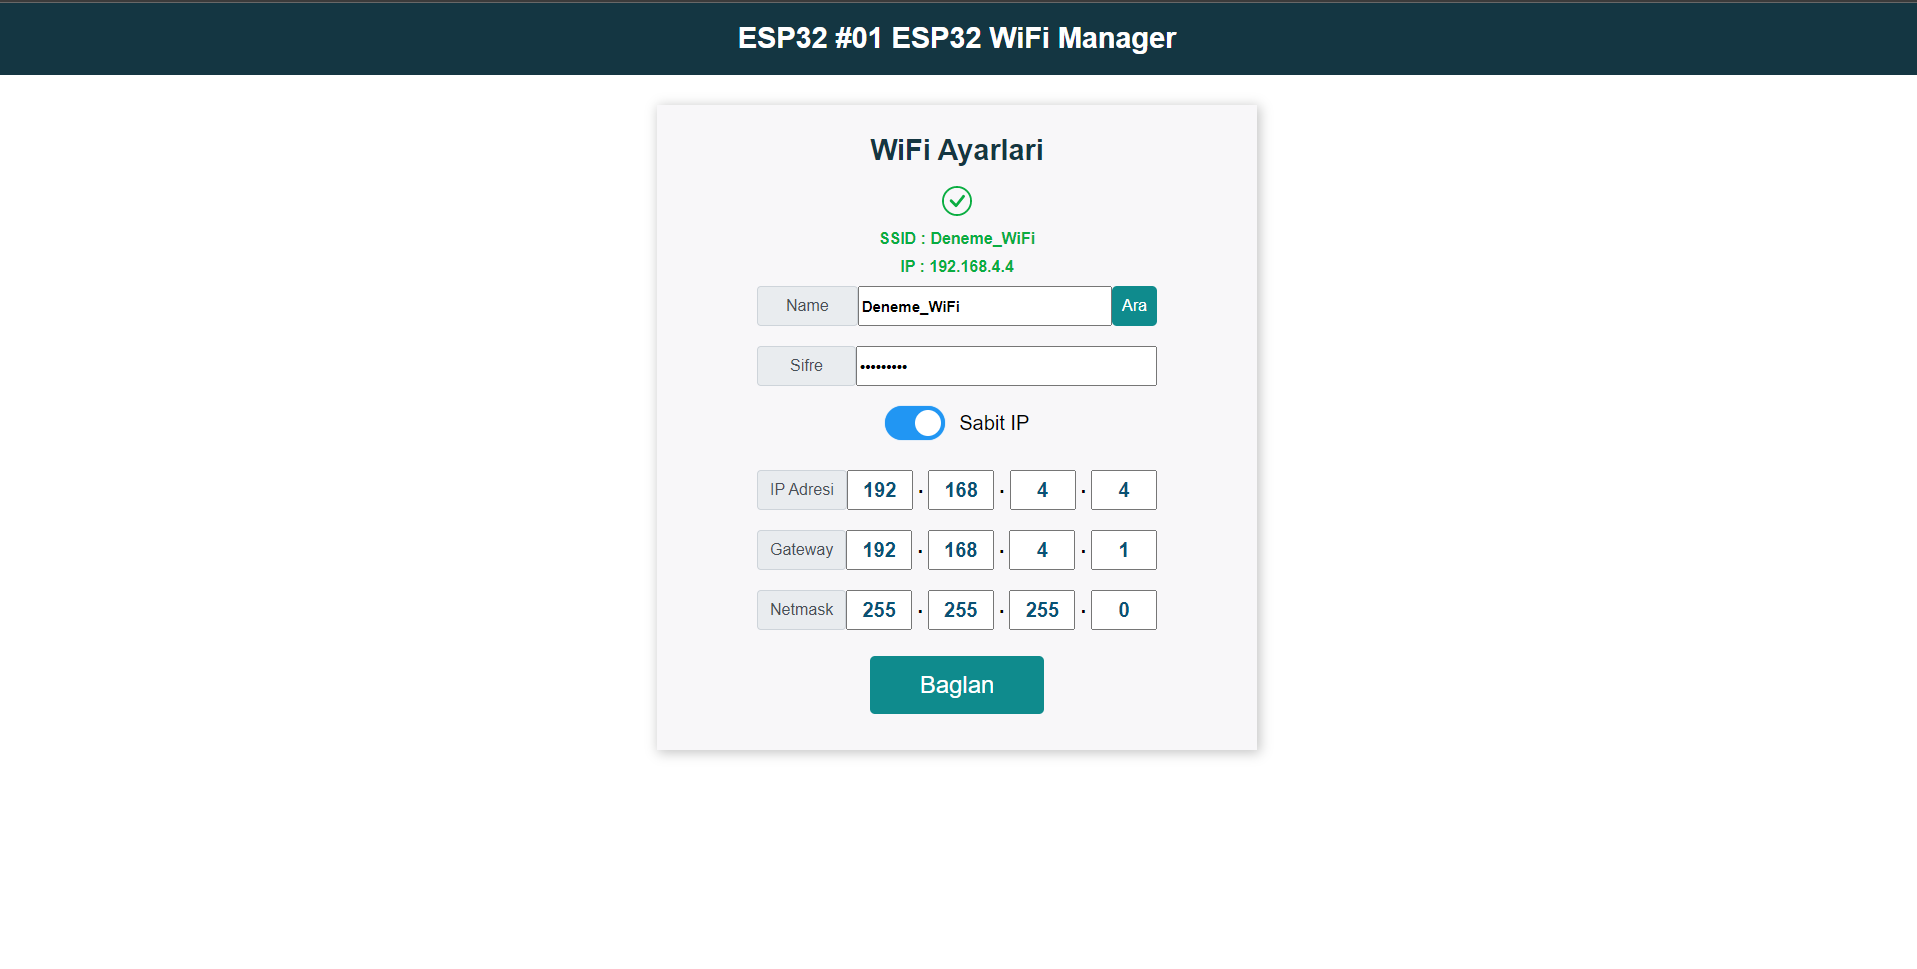 ESP32 #01 ESP32 WiFi Manager
WiFi Ayarlari
SSID : Deneme_WiFi
IP : 192.168.4.4
Name Deneme_WiFi Ara
Sifre •••••••••
Sabit IP
IP Adresi 192 . 168 . 4 . 4
Gateway 192 . 168 . 4 . 1
Netmask 255 . 255 . 255 . 0
Baglan